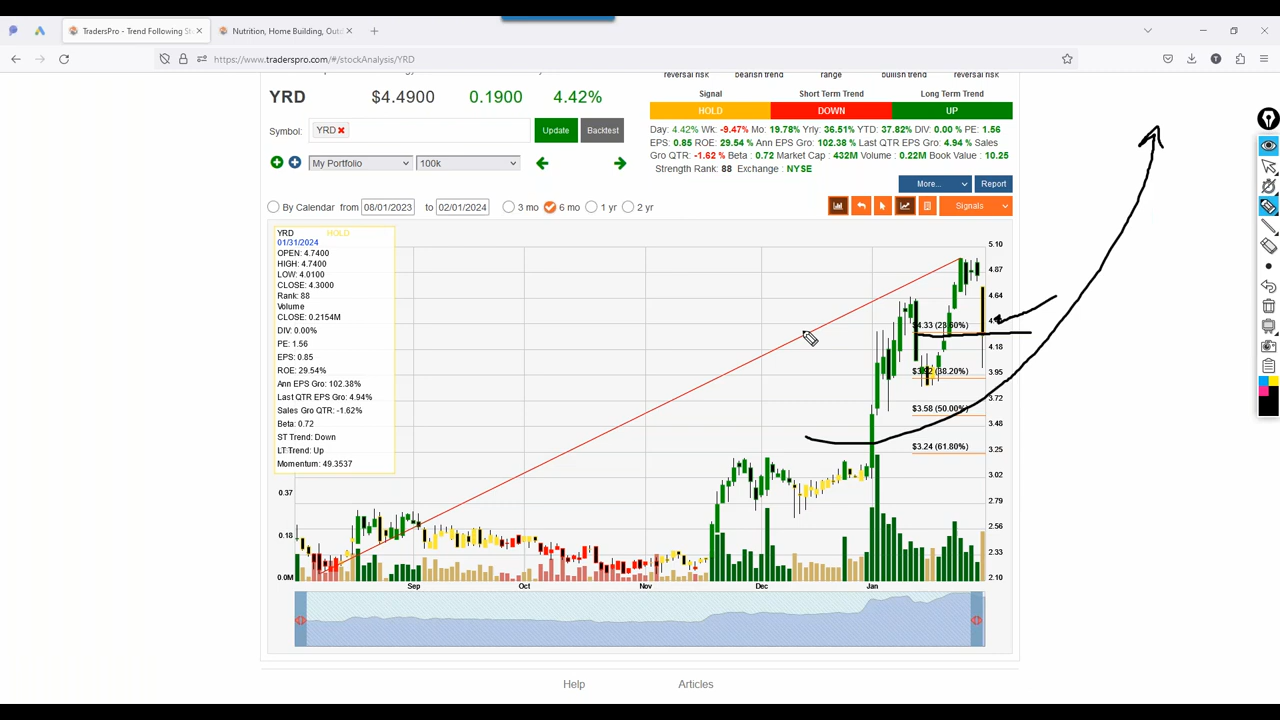 TradersPro - Trend Following St
Nutrition, Home Building, Outd
https://www.traderspro.com/#/stockAnalysis/YRD
reversal risk bearish trend range bullish trend reversal risk
YRD $4.4900 0.1900 4.42%
Signal Short Term Trend Long Term Trend
HOLD DOWN UP
Symbol: YRD Update Backtest
Day: 4.42% Wk: -9.47% Mo: 19.78% Yrly: 36.51% YTD: 37.82% DIV: 0.00 % PE: 1.56
EPS: 0.85 ROE: 29.54 % Ann EPS Gro: 102.38 % Last QTR EPS Gro: 4.94 % Sales
Gro QTR: -1.62 % Beta : 0.72 Market Cap : 432M Volume : 0.22M Book Value : 10.25
Strength Rank: 88 Exchange : NYSE
My Portfolio 100k
More... Report
By Calendar from 08/01/2023 to 02/01/2024 3 mo 6 mo 1 yr 2 yr Signals
YRD HOLD
01/31/2024
OPEN: 4.7400
HIGH: 4.7400
LOW: 4.0100
CLOSE: 4.3000
Rank: 88
Volume
CLOSE: 0.2154M
DIV: 0.00%
PE: 1.56
EPS: 0.85
ROE: 29.54%
Ann EPS Gro: 102.38%
Last QTR EPS Gro: 4.94%
Sales Gro QTR: -1.62%
Beta: 0.72
ST Trend: Down
LT Trend: Up
Momentum: 49.3537
5.10
4.87
4.64
4.18
3.95
3.72
3.48
3.25
3.02
2.79
2.56
2.33
2.10
(38.20%)
$3.58 (50.00%)
$3.24 (61.80%)
0.37
0.18
0.0M
Sep Oct Nov Dec Jan
Help Articles